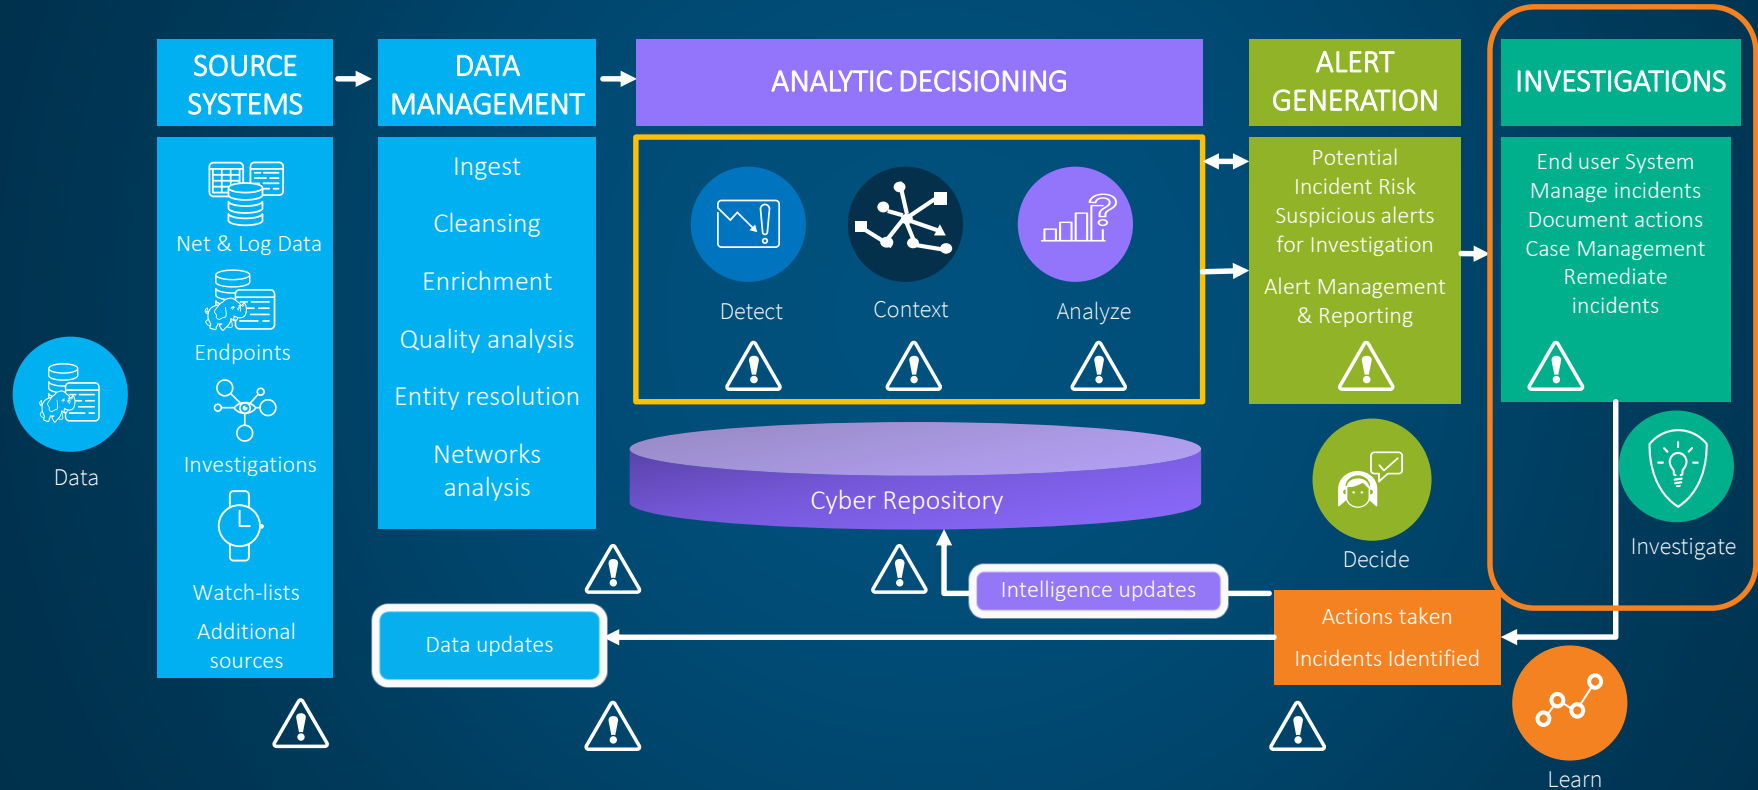 SOURCE
SYSTEMS
DATA
MANAGEMENT
ANALYTIC DECISIONING
ALERT
GENERATION
INVESTIGATIONS
Net & Log Data
Endpoints
Investigations
Watch-lists
Additional
sources
Data
Ingest
Cleansing
Enrichment
Quality analysis
Entity resolution
Networks
analysis
Detect
Context
Analyze
Cyber Repository
Potential
Incident Risk
Suspicious alerts
for Investigation
Alert Management
& Reporting
Decide
End user System
Manage incidents
Document actions
Case Management
Remediate
incidents
Investigate
Intelligence updates
Data updates
Actions taken
Incidents Identified
Learn